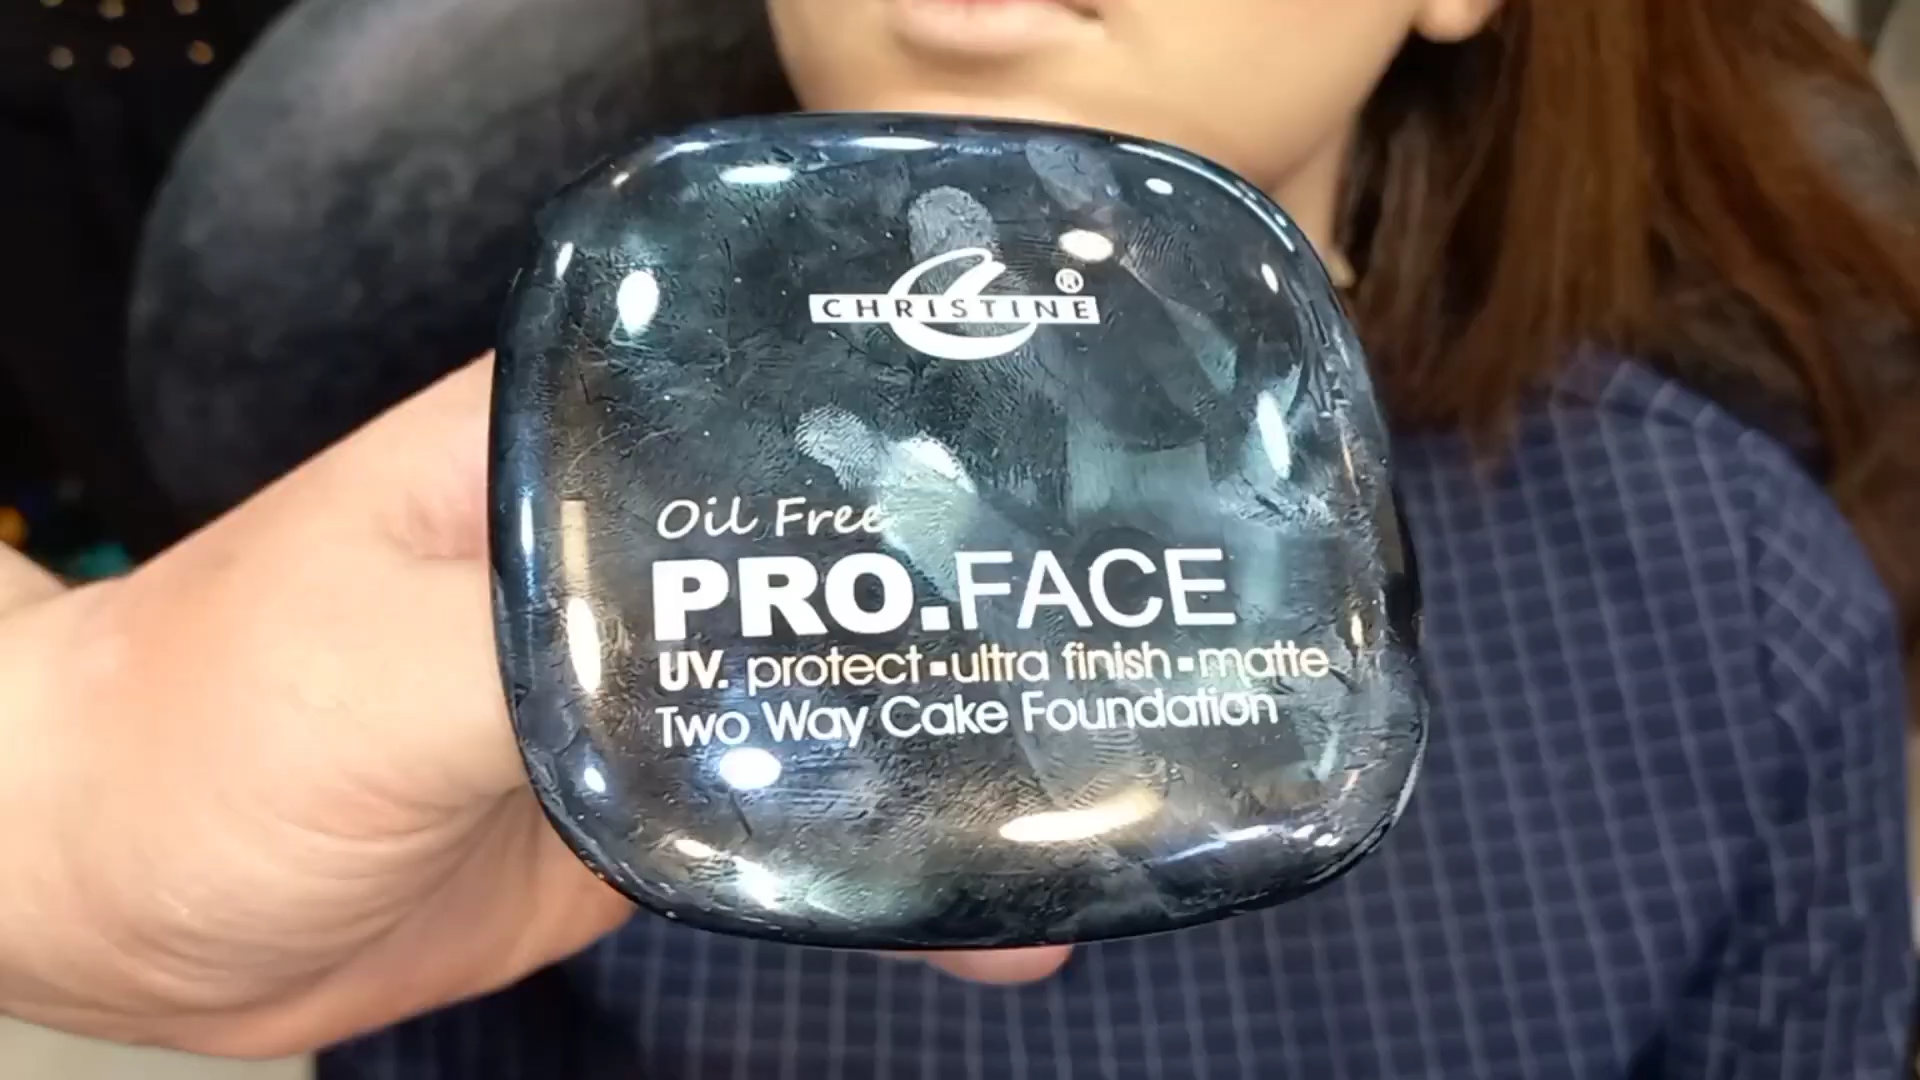 CHRISTINE®
Oil Free
PRO.FACE
UV. protect▪ultra finish▪matte
Two Way Cake Foundation